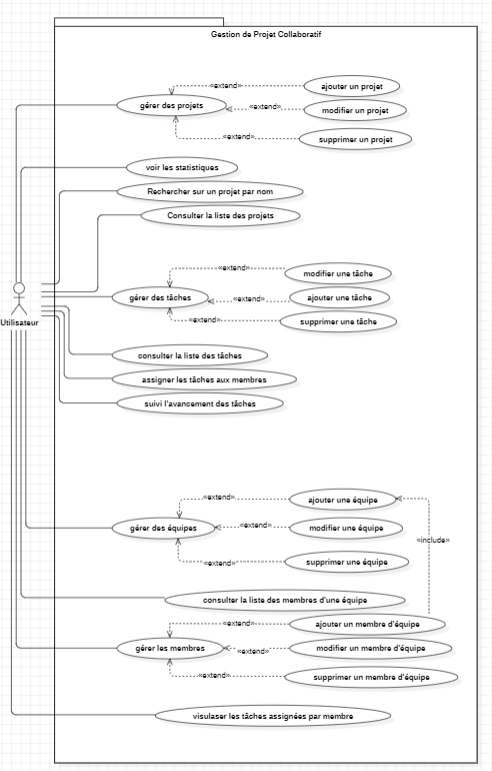 Gestion de Projet Collaboratif
«extend»
ajouter un projet
gérer des projets
«extend»
modifier un projet
«extend»
supprimer un projet
voir les statistiques
Rechercher sur un projet par nom
Consulter la liste des projets
«extend»
modifier une tâche
gérer des tâches
«extend»
ajouter une tâche
«extend»
supprimer une tâche
Utilisateur
consulter la liste des tâches
assigner les tâches aux membres
suivi l'avancement des tâches
«extend»
ajouter une équipe
gérer des équipes
«extend»
modifier une équipe
«include»
«extend»
supprimer une équipe
consulter la liste des membres d'une équipe
«extend»
ajouter un membre d'équipe
gérer les membres
«extend»
modifier un membre d'équipe
«extend»
supprimer un membre d'équipe
visulaser les tâches assignées par membre